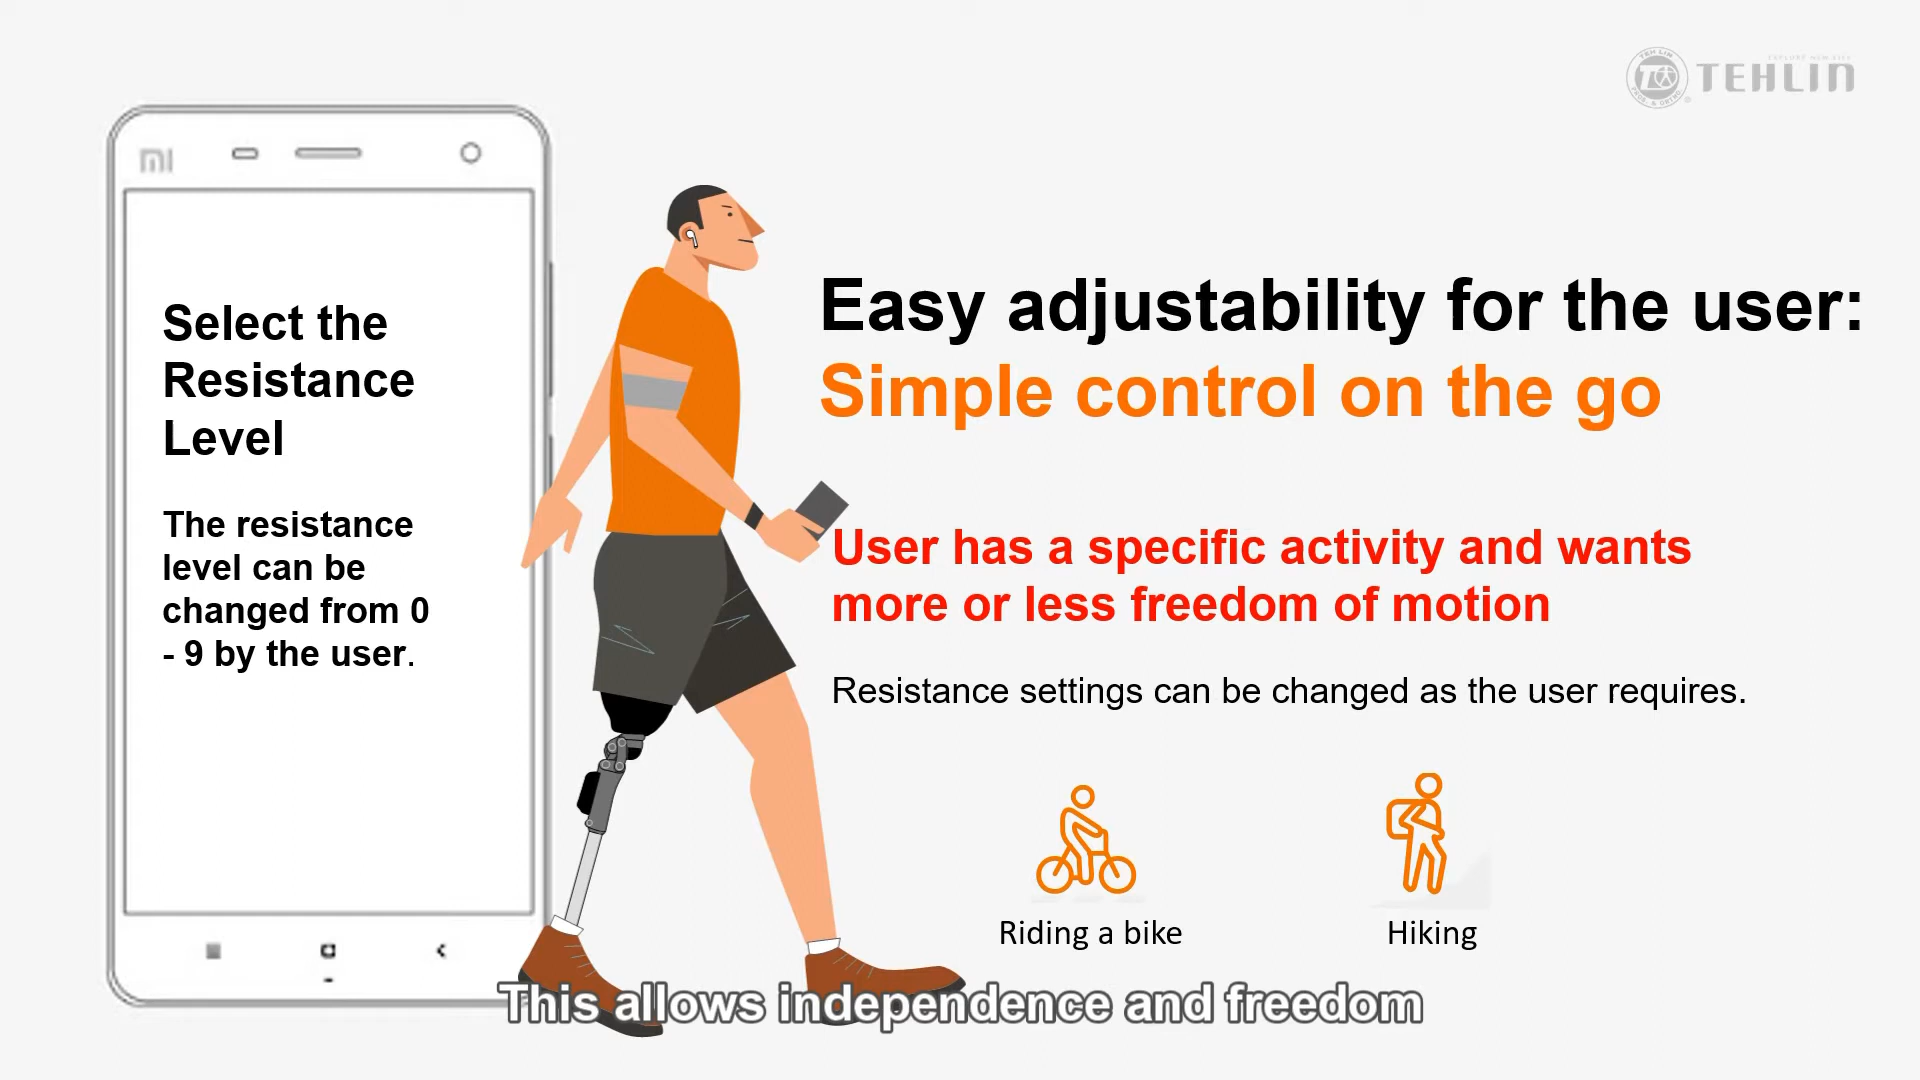 TEHLIN
mi
Select the
Resistance
Level
The resistance
level can be
changed from 0
- 9 by the user.
Easy adjustability for the user:
Simple control on the go
User has a specific activity and wants
more or less freedom of motion
Resistance settings can be changed as the user requires.
Riding a bike
Hiking
This allows independence and freedom